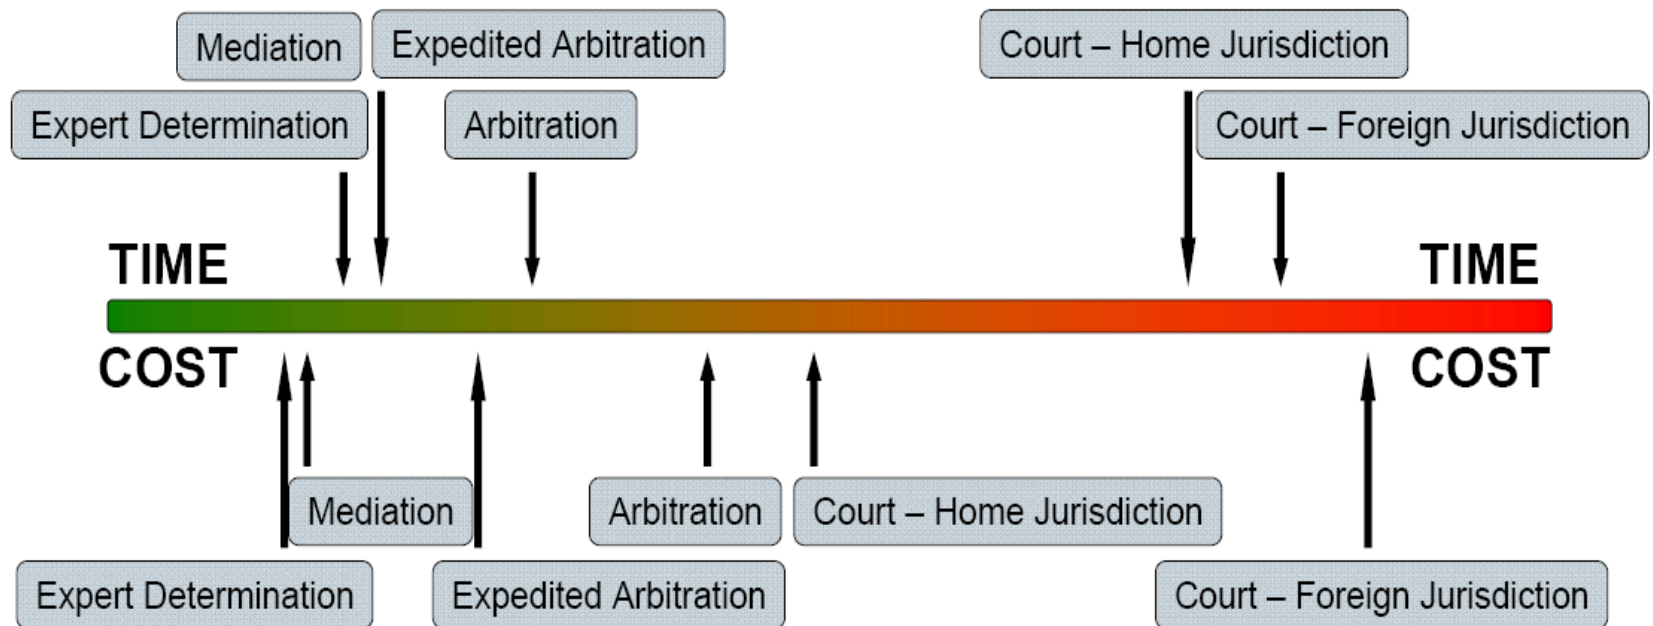 Mediation
Expedited Arbitration
Court – Home Jurisdiction
Expert Determination
Arbitration
Court – Foreign Jurisdiction
TIME
TIME
COST
COST
Mediation
Arbitration
Court – Home Jurisdiction
Expert Determination
Expedited Arbitration
Court – Foreign Jurisdiction